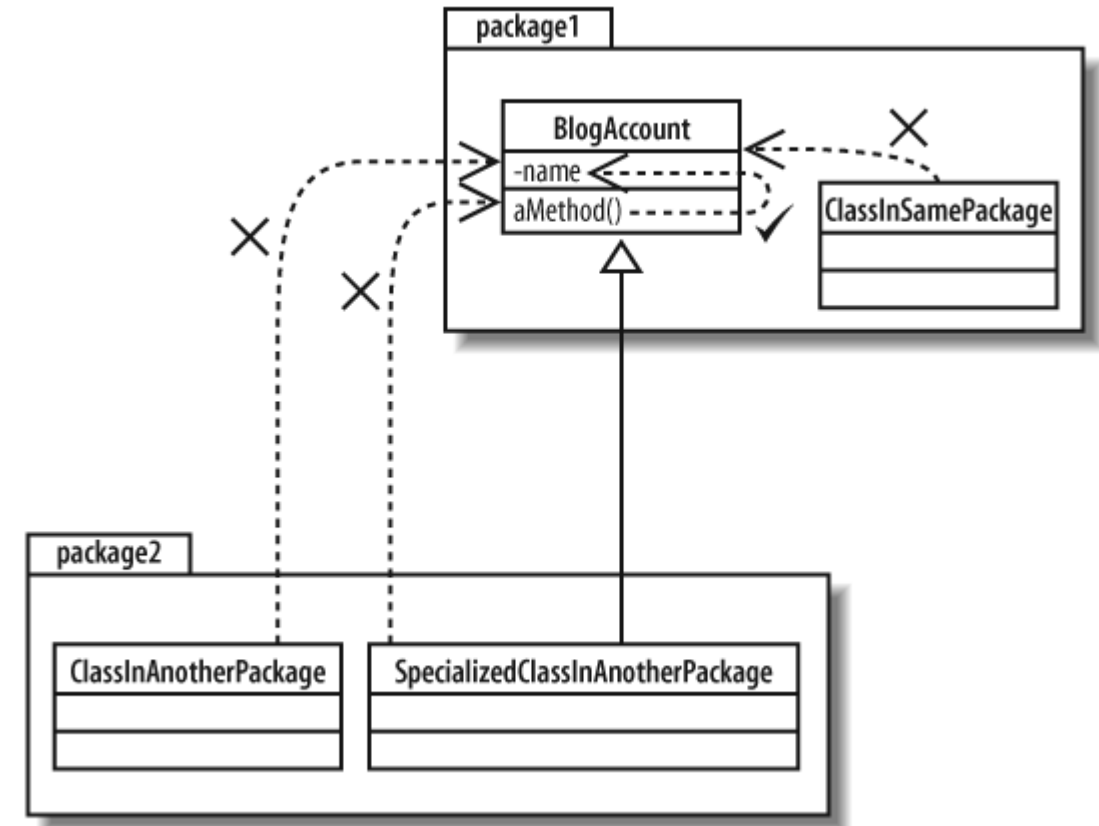 package1
BlogAccount
-name
aMethod()
ClassInSamePackage
package2
ClassInAnotherPackage
SpecializedClassInAnotherPackage